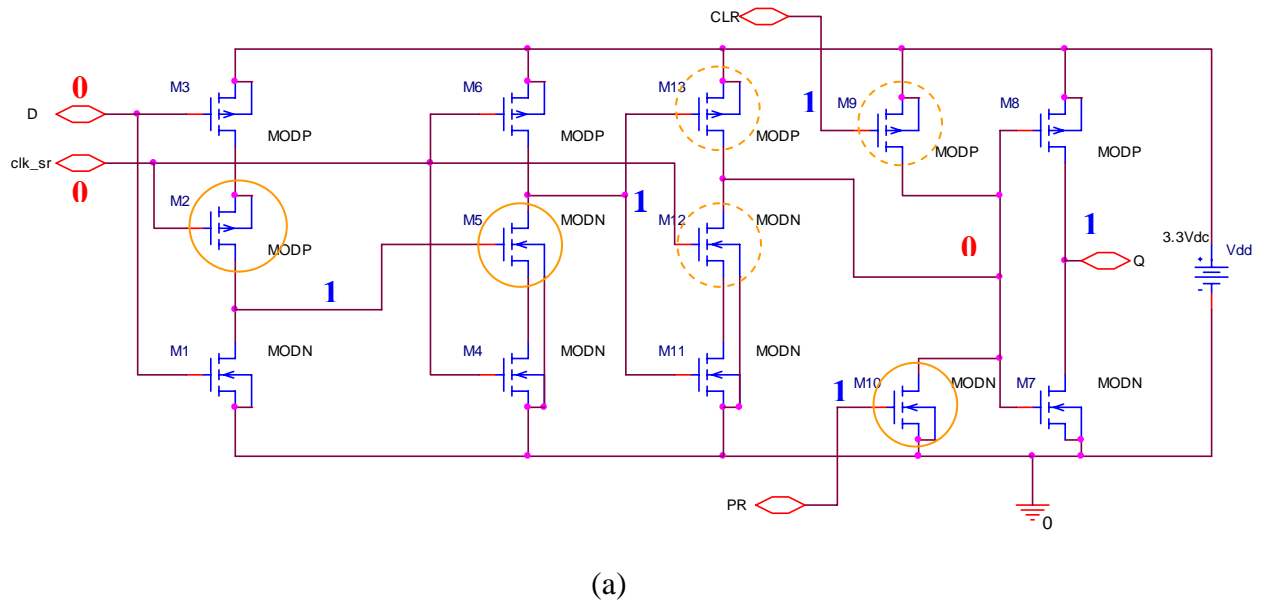 CLR
M3
M6
M13
M9
M8
0
D
1
MODP
MODP
MODP
MODP
MODP
clk_sr
0
M2
M5
MODN
1
M12
MODN
MODP
1
0
1
3.3Vdc
Vdd
Q
M1
MODN
M4
MODN
M11
MODN
M10
MODN
M7
MODN
1
PR
0
(a)